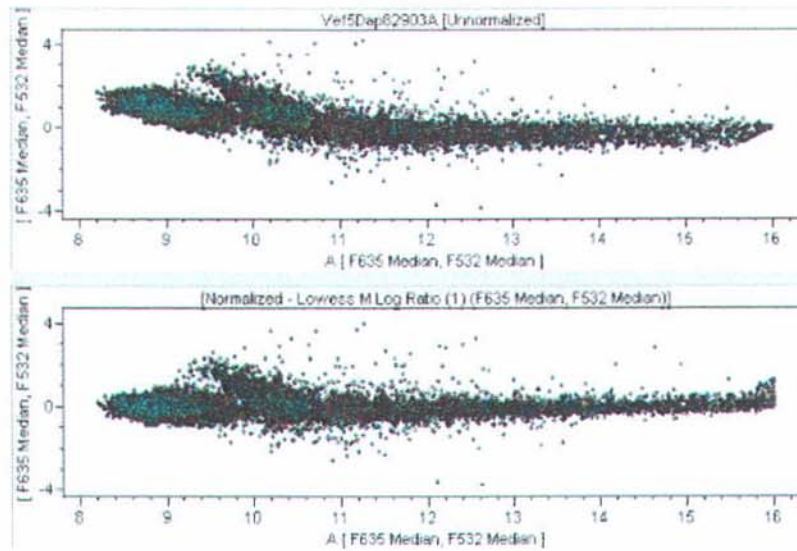 Vef5Dap82903A [Unnormalized]
[ F635 Median, F532 Median ]
4
0
-4
8 9 10 11 12 13 14 15 16
A [ F635 Median, F532 Median ]
[Normalized - Lowess M Log Ratio (1) (F635 Median, F532 Median)]
[ F635 Median, F532 Median ]
4
0
-4
8 9 10 11 12 13 14 15 16
A [ F635 Median, F532 Median ]